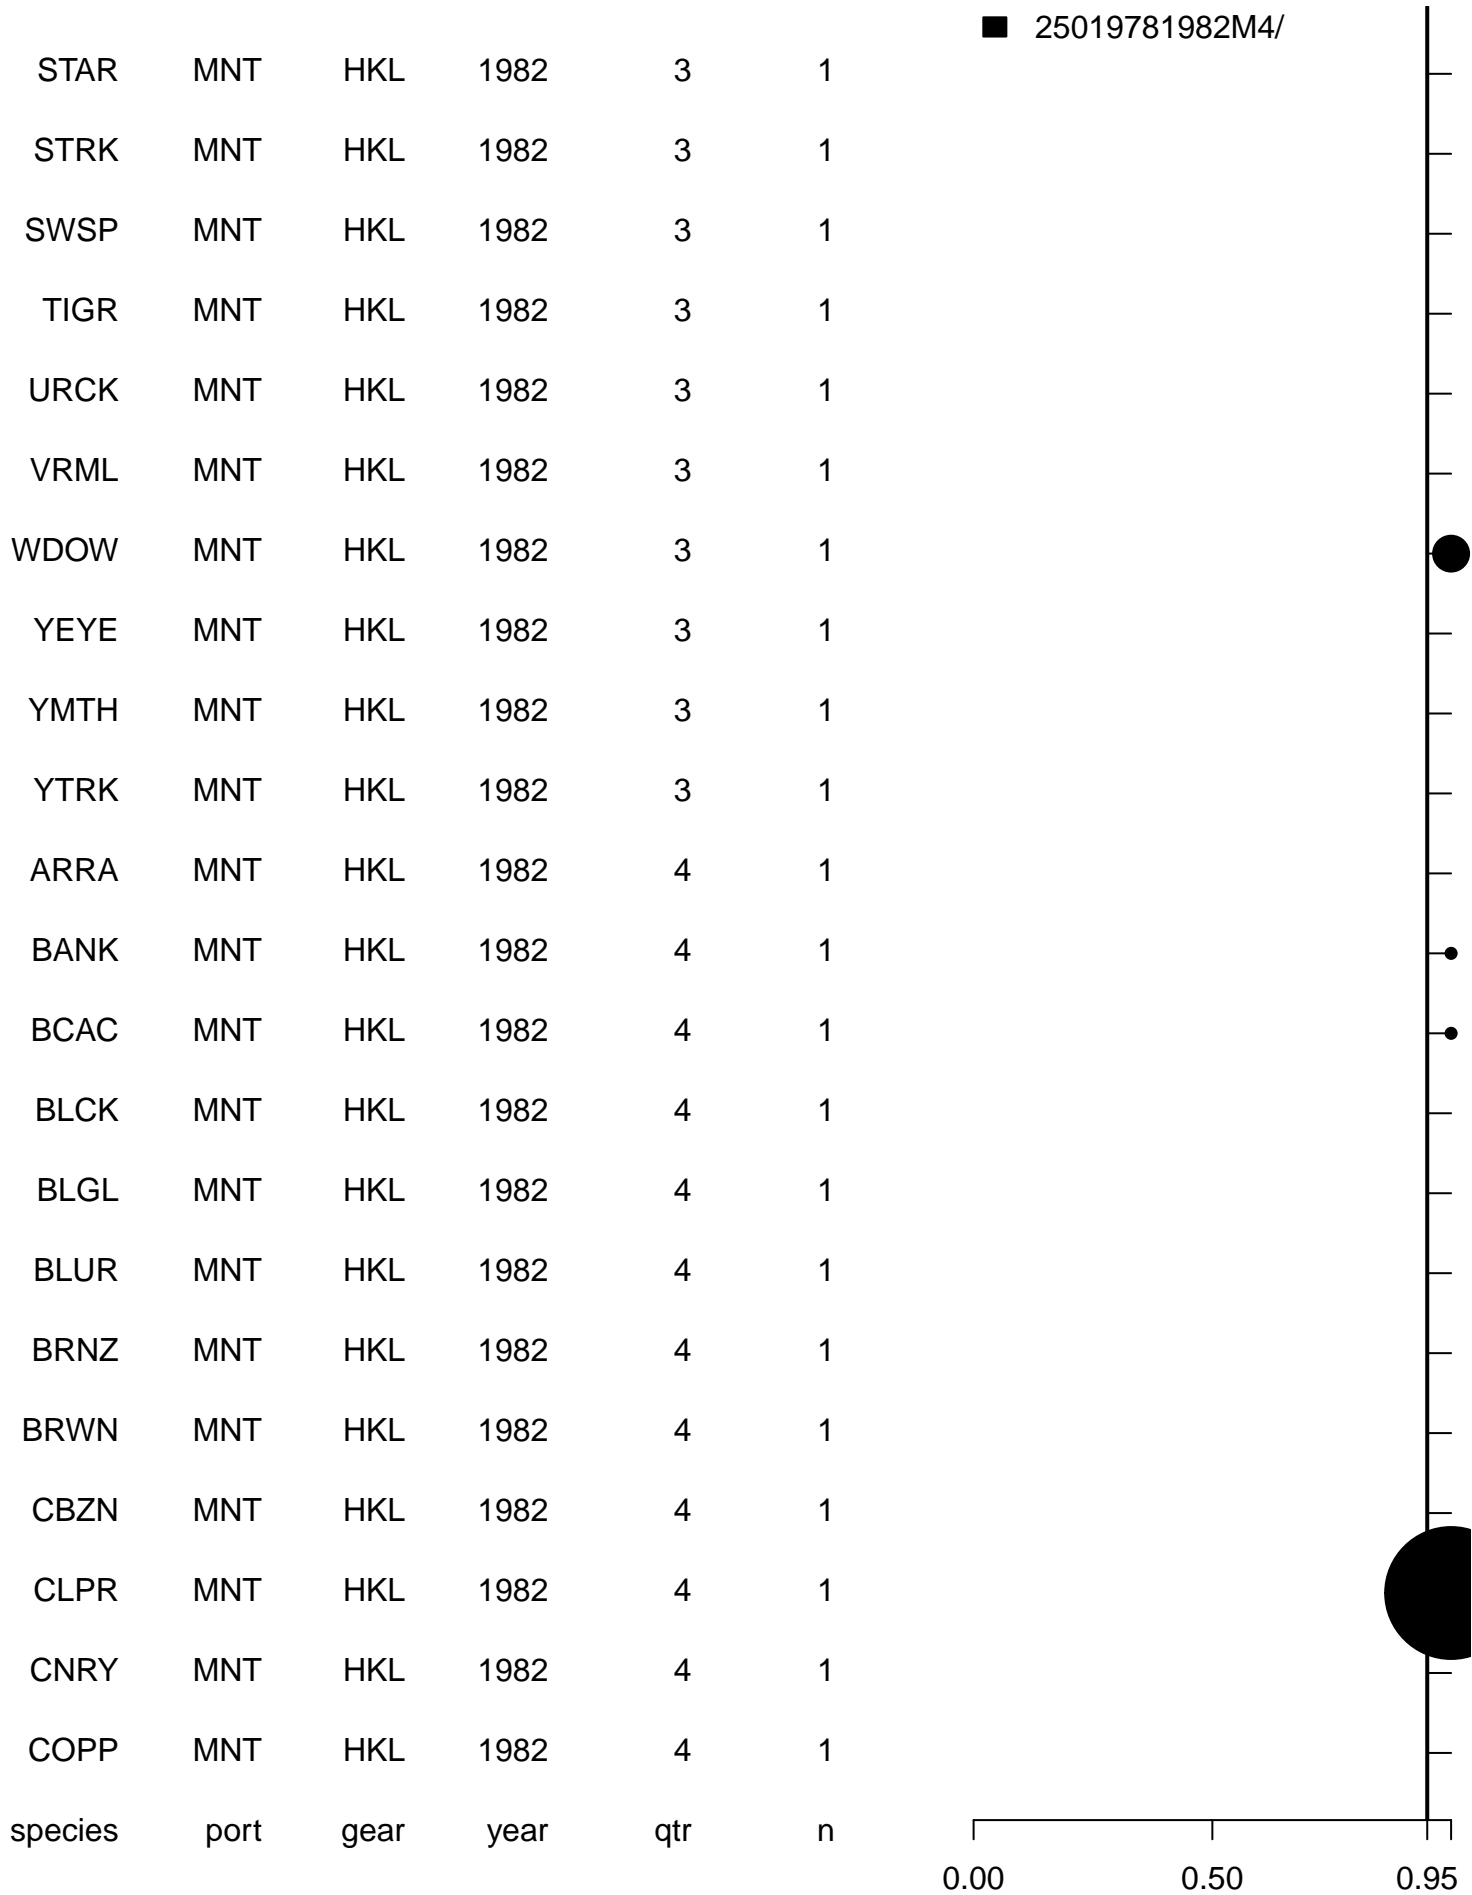 25019781982M4/
STAR MNT HKL 1982 3 1
STRK MNT HKL 1982 3 1
SWSP MNT HKL 1982 3 1
TIGR MNT HKL 1982 3 1
URCK MNT HKL 1982 3 1
VRML MNT HKL 1982 3 1
WDOW MNT HKL 1982 3 1
YEYE MNT HKL 1982 3 1
YMTH MNT HKL 1982 3 1
YTRK MNT HKL 1982 3 1
ARRA MNT HKL 1982 4 1
BANK MNT HKL 1982 4 1
BCAC MNT HKL 1982 4 1
BLCK MNT HKL 1982 4 1
BLGL MNT HKL 1982 4 1
BLUR MNT HKL 1982 4 1
BRNZ MNT HKL 1982 4 1
BRWN MNT HKL 1982 4 1
CBZN MNT HKL 1982 4 1
CLPR MNT HKL 1982 4 1
CNRY MNT HKL 1982 4 1
COPP MNT HKL 1982 4 1
species port gear year qtr n
0.00 0.50 0.95